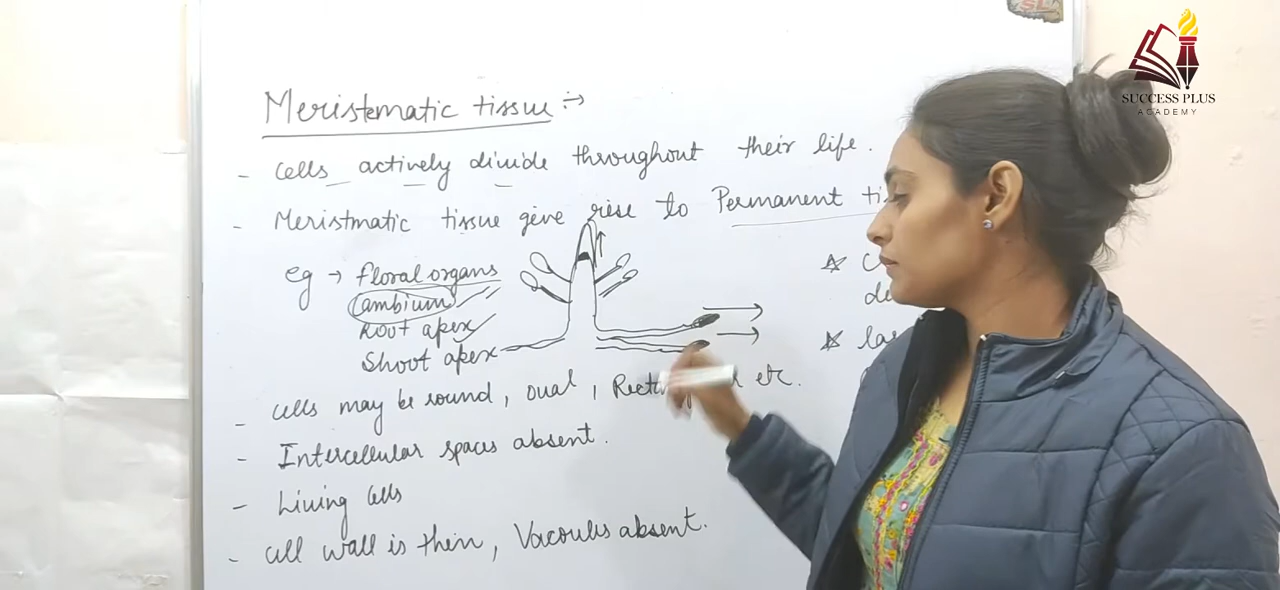 SUCCESS PLUS
ACADEMY
Meristematic tissue :->
- Cells actively divide throughout their life.
- Meristmatic tissue give rise to Permanent ti
eg → floral organs
Cambium
Root apex
Shoot apex
- Cells may be round, oval, etc.
- Intercellular spaces absent.
- Living cells
- cell wall is thin, Vacoules absent.